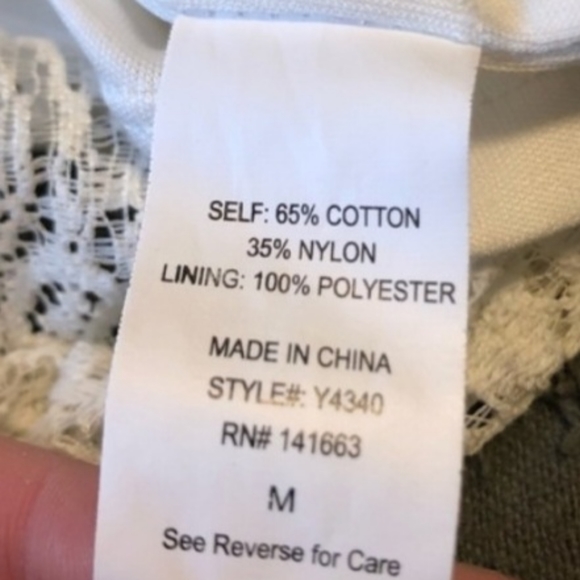 SELF: 65% COTTON
35% NYLON
LINING: 100% POLYESTER
MADE IN CHINA
STYLE#: Y4340
RN# 141663
M
See Reverse for Care